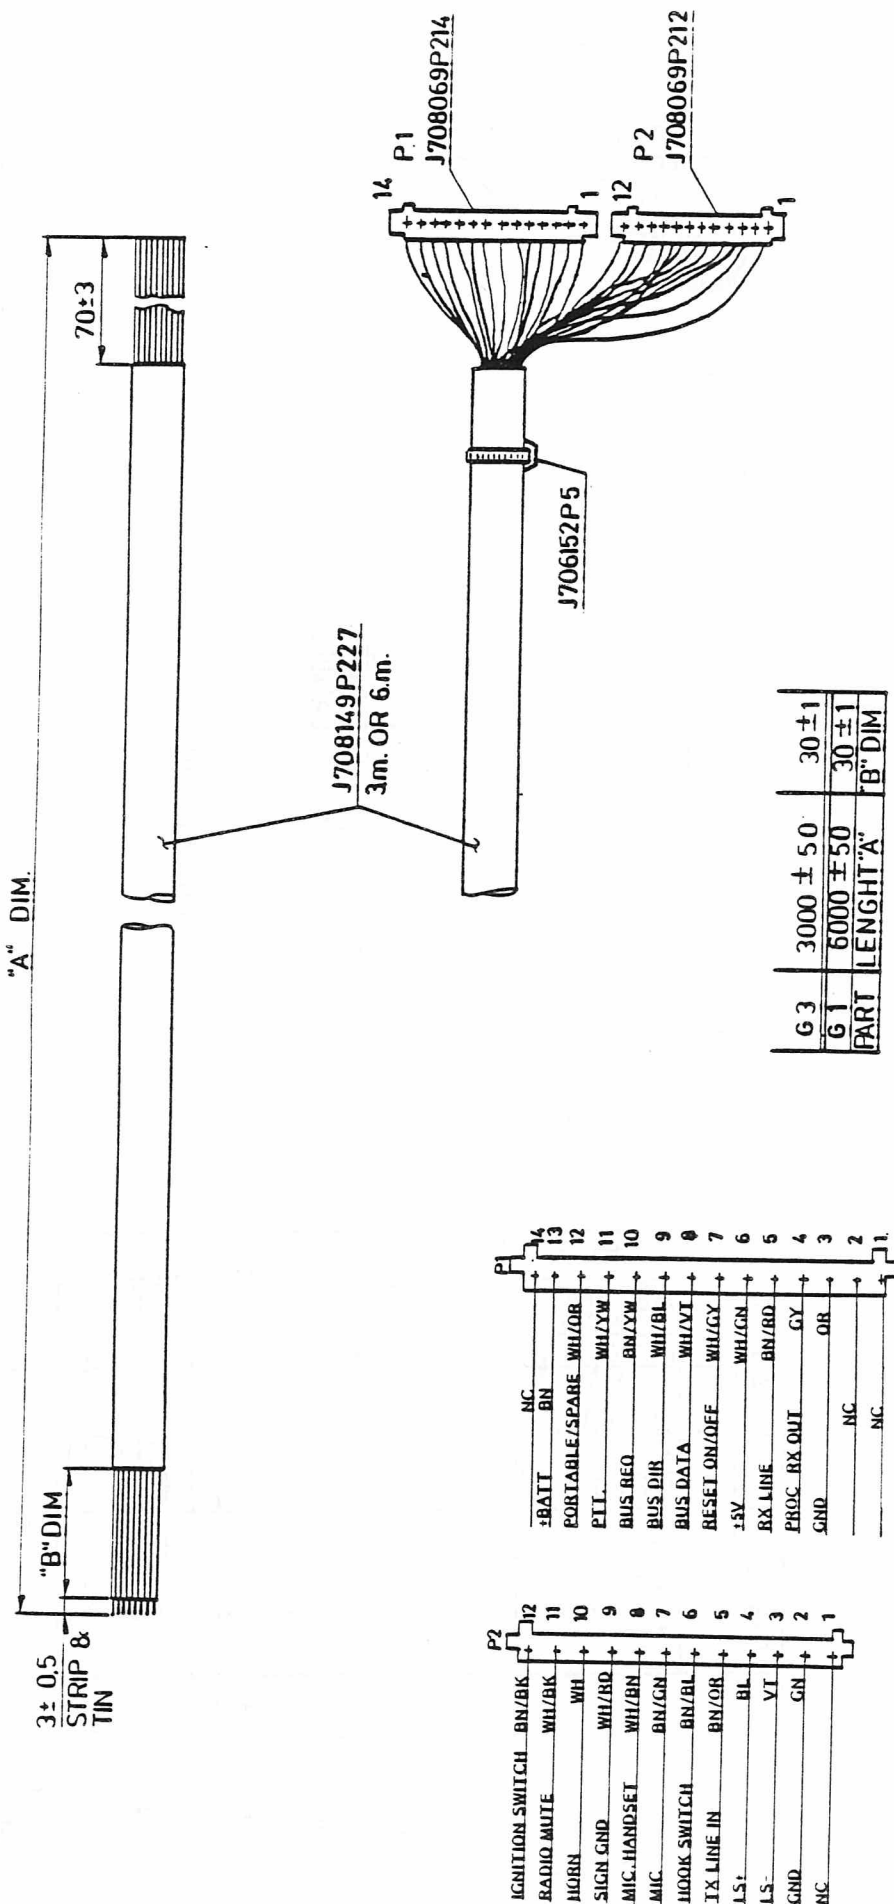 "A" DIM.
70±3
"B" DIM
3± 0,5
STRIP &
TIN
J708149P227
3.m. OR 6.m.
J706152P5
14
P.1
J708069P214
1
12
P2
J708069P212
1
G 3 3000 ± 50 30 ±1
G 1 6000 ± 50 30 ±1
PART LENGHT "A" "B" DIM
P2
IGNITION SWITCH BN/BK 12
RADIO MUTE WH/BK 11
HORN WH 10
SIGN GND WH/RD 9
MIC. HANDSET WH/BN 8
MIC. BN/GN 7
HOOK SWITCH BN/BL 6
TX LINE IN BN/OR 5
LS+ BL 4
LS- VT 3
GND GN 2
NC 1
P1
NC 14
+BATT BN 13
PORTABLE/SPARE WH/OR 12
PTT. WH/YW 11
BUS REQ BN/YW 10
BUS DIR WH/BL 9
BUS DATA WH/VT 8
RESET ON/OFF WH/GY 7
+5V WH/GN 6
RX LINE BN/RD 5
PROC RX OUT GY 4
GND OR 3
NC 2
NC 1